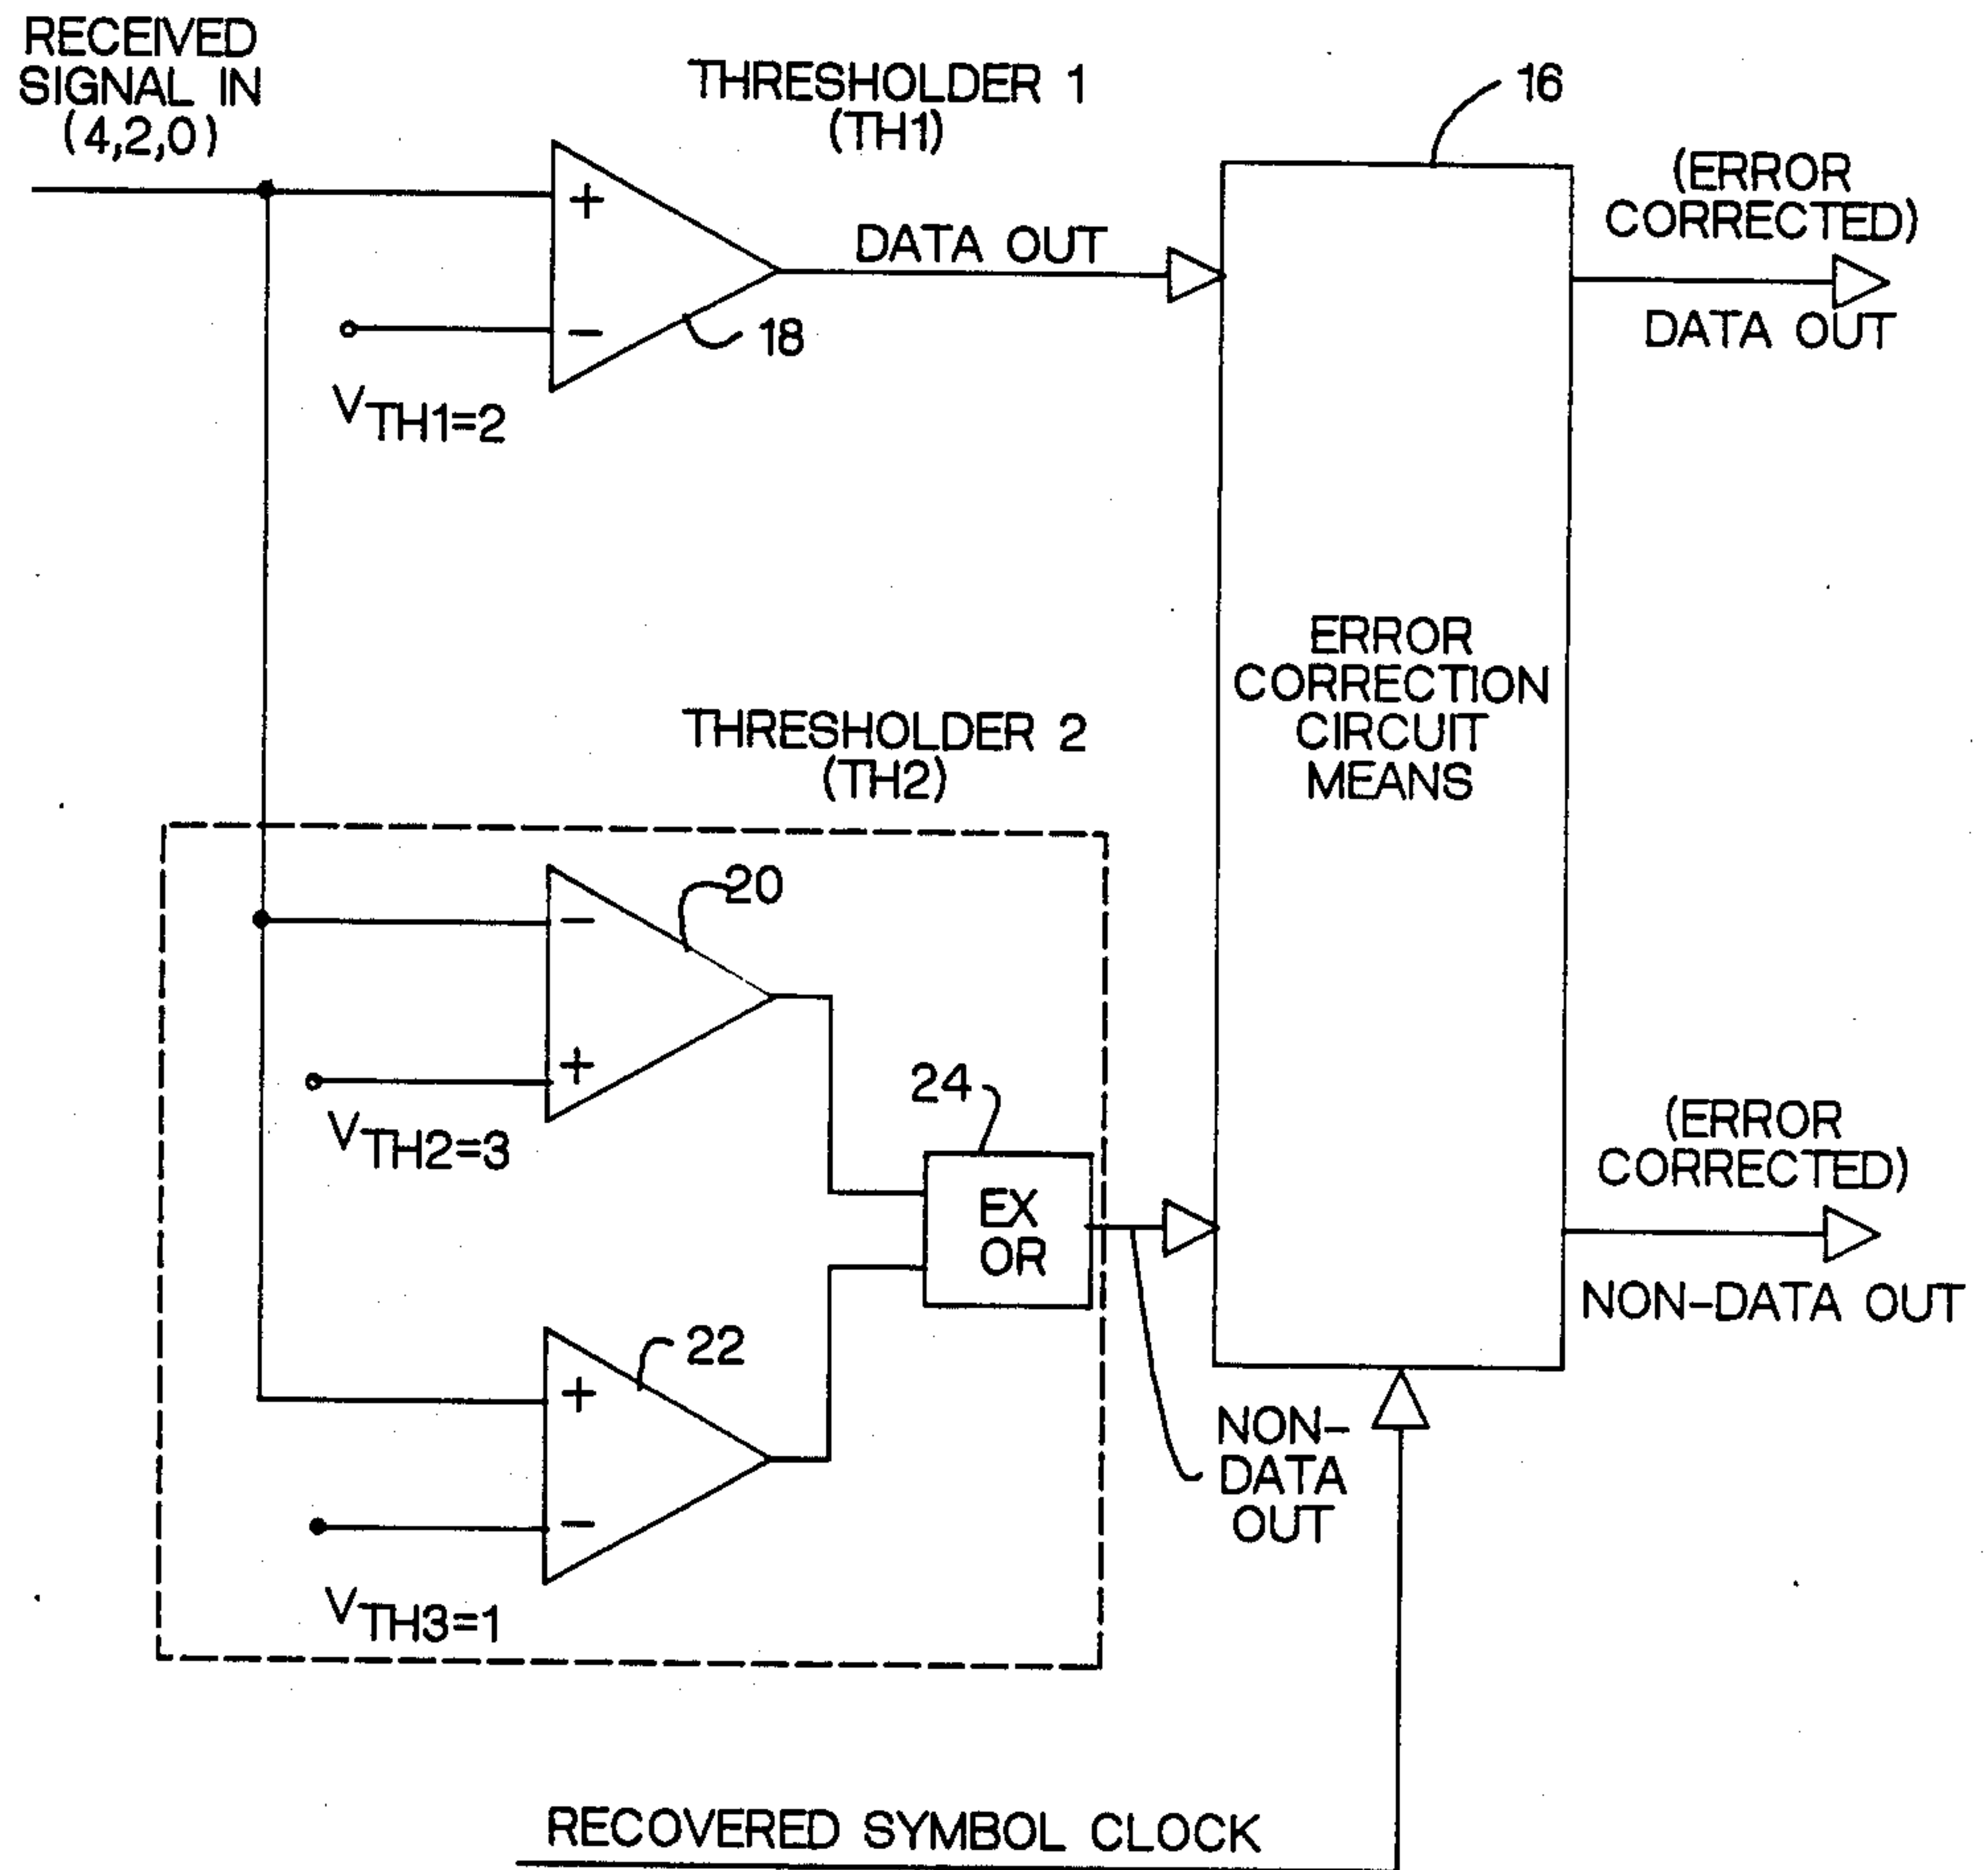 RECEIVED
SIGNAL IN
(4,2,0)
THRESHOLDER 1
(TH1)
16
(ERROR
CORRECTED)
+
DATA OUT
−
18
DATA OUT
VTH1=2
ERROR
CORRECTION
CIRCUIT
MEANS
THRESHOLDER 2
(TH2)
20
−
+
VTH2=3
24
EX
OR
(ERROR
CORRECTED)
NON-DATA OUT
22
+
−
NON-
DATA
OUT
VTH3=1
RECOVERED SYMBOL CLOCK